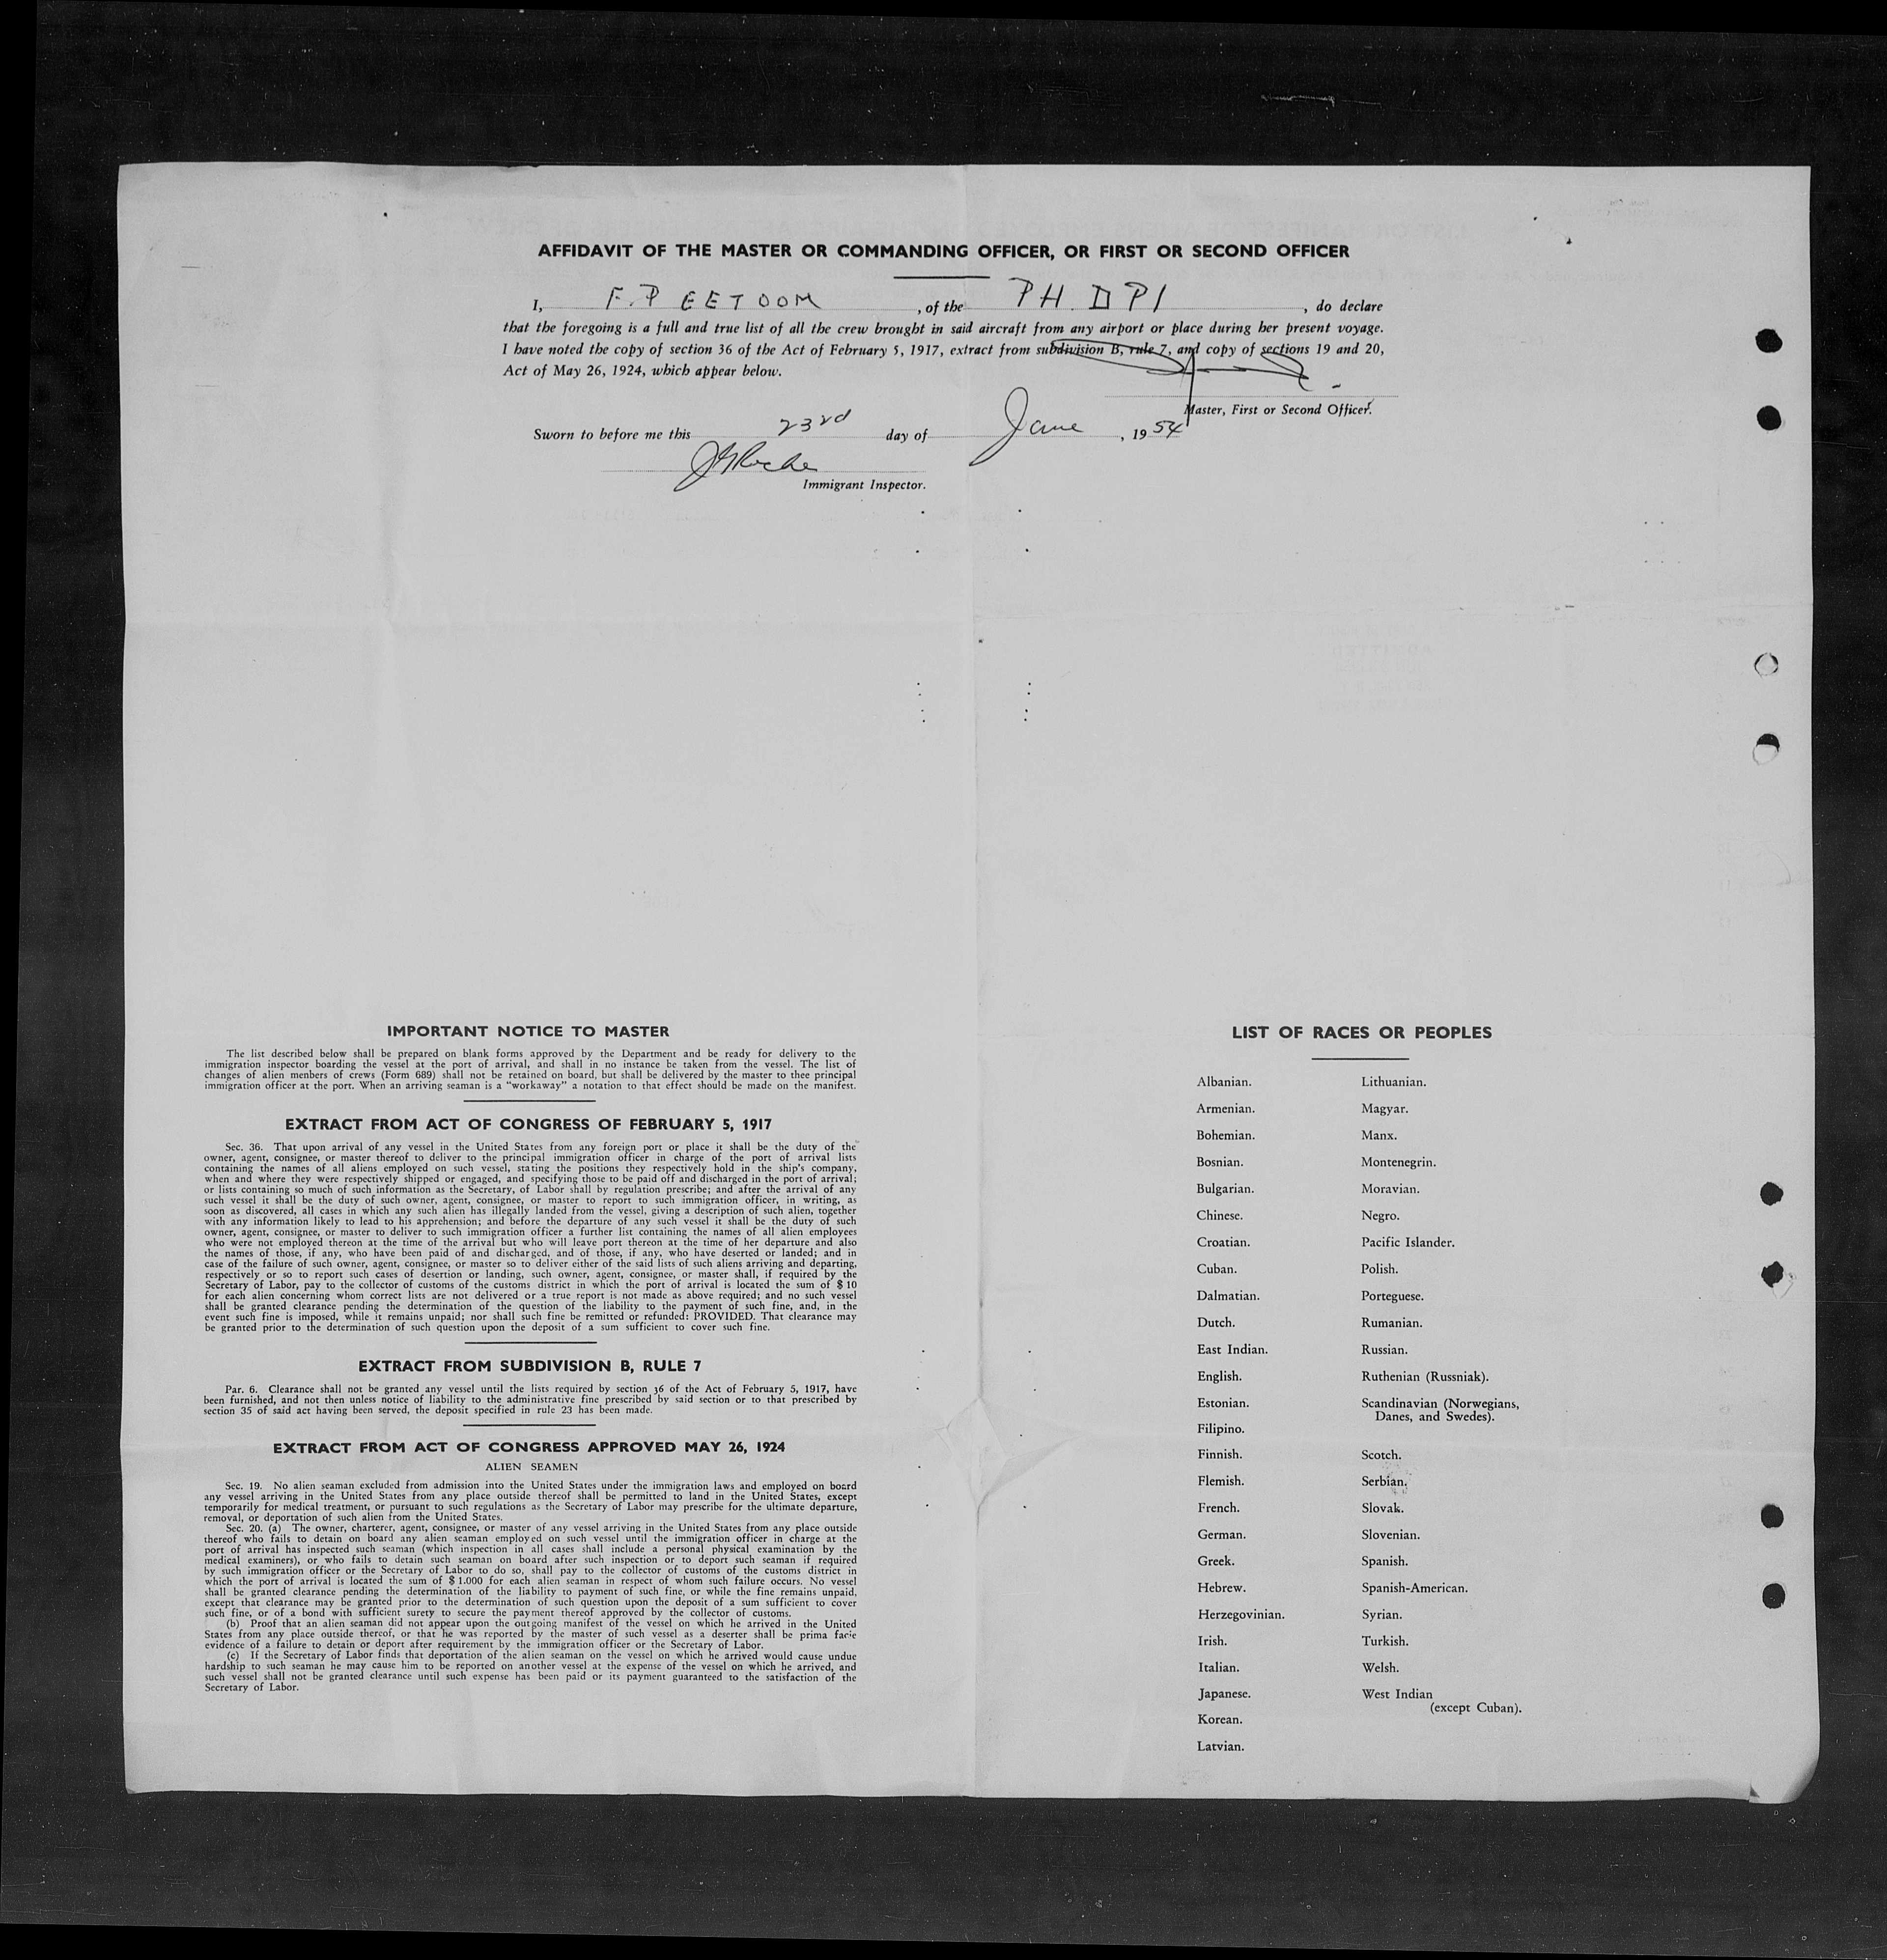 AFFIDAVIT OF THE MASTER OR COMMANDING OFFICER, OR FIRST OR SECOND OFFICER
I, F. PEETOOM, of the PH. DPI, do declare
that the foregoing is a full and true list of all the crew brought in said aircraft from any airport or place during her present voyage.
I have noted the copy of section 36 of the Act of February 5, 1917, extract from subdivision B, rule 7, and copy of sections 19 and 20,
Act of May 26, 1924, which appear below.
Master, First or Second Officer.
Sworn to before me this 23rd day of June, 1954
Immigrant Inspector.
IMPORTANT NOTICE TO MASTER
The list described below shall be prepared on blank forms approved by the Department and be ready for delivery to the
immigration inspector boarding the vessel at the port of arrival, and shall in no instance be taken from the vessel. The list of
changes of alien menbers of crews (Form 689) shall not be retained on board, but shall be delivered by the master to thee principal
immigration officer at the port. When an arriving seaman is a "workaway" a notation to that effect should be made on the manifest.
EXTRACT FROM ACT OF CONGRESS OF FEBRUARY 5, 1917
Sec. 36. That upon arrival of any vessel in the United States from any foreign port or place it shall be the duty of the
owner, agent, consignee, or master thereof to deliver to the principal immigration officer in charge of the port of arrival lists
containing the names of all aliens employed on such vessel, stating the positions they respectively hold in the ship's company,
when and where they were respectively shipped or engaged, and specifying those to be paid off and discharged in the port of arrival;
or lists containing so much of such information as the Secretary, of Labor shall by regulation prescribe; and after the arrival of any
such vessel it shall be the duty of such owner, agent, consignee, or master to report to such immigration officer, in writing, as
soon as discovered, all cases in which any such alien has illegally landed from the vessel, giving a description of such alien, together
with any information likely to lead to his apprehension; and before the departure of any such vessel it shall be the duty of such
owner, agent, consignee, or master to deliver to such immigration officer a further list containing the names of all alien employees
who were not employed thereon at the time of the arrival but who will leave port thereon at the time of her departure and also
the names of those, if any, who have been paid of and discharged, and of those, if any, who have deserted or landed; and in
case of the failure of such owner, agent, consignee, or master so to deliver either of the said lists of such aliens arriving and departing,
respectively or so to report such cases of desertion or landing, such owner, agent, consignee, or master shall, if required by the
Secretary of Labor, pay to the collector of customs of the customs district in which the port of arrival is located the sum of $ 10
for each alien concerning whom correct lists are not delivered or a true report is not made as above required; and no such vessel
shall be granted clearance pending the determination of the question of the liability to the payment of such fine, and, in the
event such fine is imposed, while it remains unpaid; nor shall such fine be remitted or refunded: PROVIDED. That clearance may
be granted prior to the determination of such question upon the deposit of a sum sufficient to cover such fine.
EXTRACT FROM SUBDIVISION B, RULE 7
Par. 6. Clearance shall not be granted any vessel until the lists required by section 36 of the Act of February 5, 1917, have
been furnished, and not then unless notice of liability to the administrative fine prescribed by said section or to that prescribed by
section 35 of said act having been served, the deposit specified in rule 23 has been made.
EXTRACT FROM ACT OF CONGRESS APPROVED MAY 26, 1924
ALIEN SEAMEN
Sec. 19. No alien seaman excluded from admission into the United States under the immigration laws and employed on board
any vessel arriving in the United States from any place outside thereof shall be permitted to land in the United States, except
temporarily for medical treatment, or pursuant to such regulations as the Secretary of Labor may prescribe for the ultimate departure,
removal, or deportation of such alien from the United States.
Sec. 20. (a) The owner, charterer, agent, consignee, or master of any vessel arriving in the United States from any place outside
thereof who fails to detain on board any alien seaman employed on such vessel until the immigration officer in charge at the
port of arrival has inspected such seaman (which inspection in all cases shall include a personal physical examination by the
medical examiners), or who fails to detain such seaman on board after such inspection or to deport such seaman if required
by such immigration officer or the Secretary of Labor to do so, shall pay to the collector of customs of the customs district in
which the port of arrival is located the sum of $ 1.000 for each alien seaman in respect of whom such failure occurs. No vessel
shall be granted clearance pending the determination of the liability to the payment of such fine, or while the fine remains unpaid,
except that clearance may be granted prior to the determination of such question upon the deposit of a sum sufficient to cover
such fine, or of a bond with sufficient surety to secure the payment thereof approved by the collector of customs.
(b) Proof that an alien seaman did not appear upon the outgoing manifest of the vessel on which he arrived in the United
States from any place outside thereof, or that he was reported by the master of such vessel as a deserter shall be prima facie
evidence of a failure to detain or deport after requirement by the immigration officer or the Secretary of Labor.
(c) If the Secretary of Labor finds that deportation of the alien seaman on the vessel on which he arrived would cause undue
hardship to such seaman he may cause him to be reported on another vessel at the expense of the vessel on which he arrived, and
such vessel shall not be granted clearance until such expense has been paid or its payment guaranteed to the satisfaction of the
Secretary of Labor.
LIST OF RACES OR PEOPLES
Albanian.
Armenian.
Bohemian.
Bosnian.
Bulgarian.
Chinese.
Croatian.
Cuban.
Dalmatian.
Dutch.
East Indian.
English.
Estonian.
Filipino.
Finnish.
Flemish.
French.
German.
Greek.
Hebrew.
Herzegovinian.
Irish.
Italian.
Japanese.
Korean.
Latvian.
Lithuanian.
Magyar.
Manx.
Montenegrin.
Moravian.
Negro.
Pacific Islander.
Polish.
Porteguese.
Rumanian.
Russian.
Ruthenian (Russniak).
Scandinavian (Norwegians,
Danes, and Swedes).
Scotch.
Serbian.
Slovak.
Slovenian.
Spanish.
Spanish-American.
Syrian.
Turkish.
Welsh.
West Indian
(except Cuban).